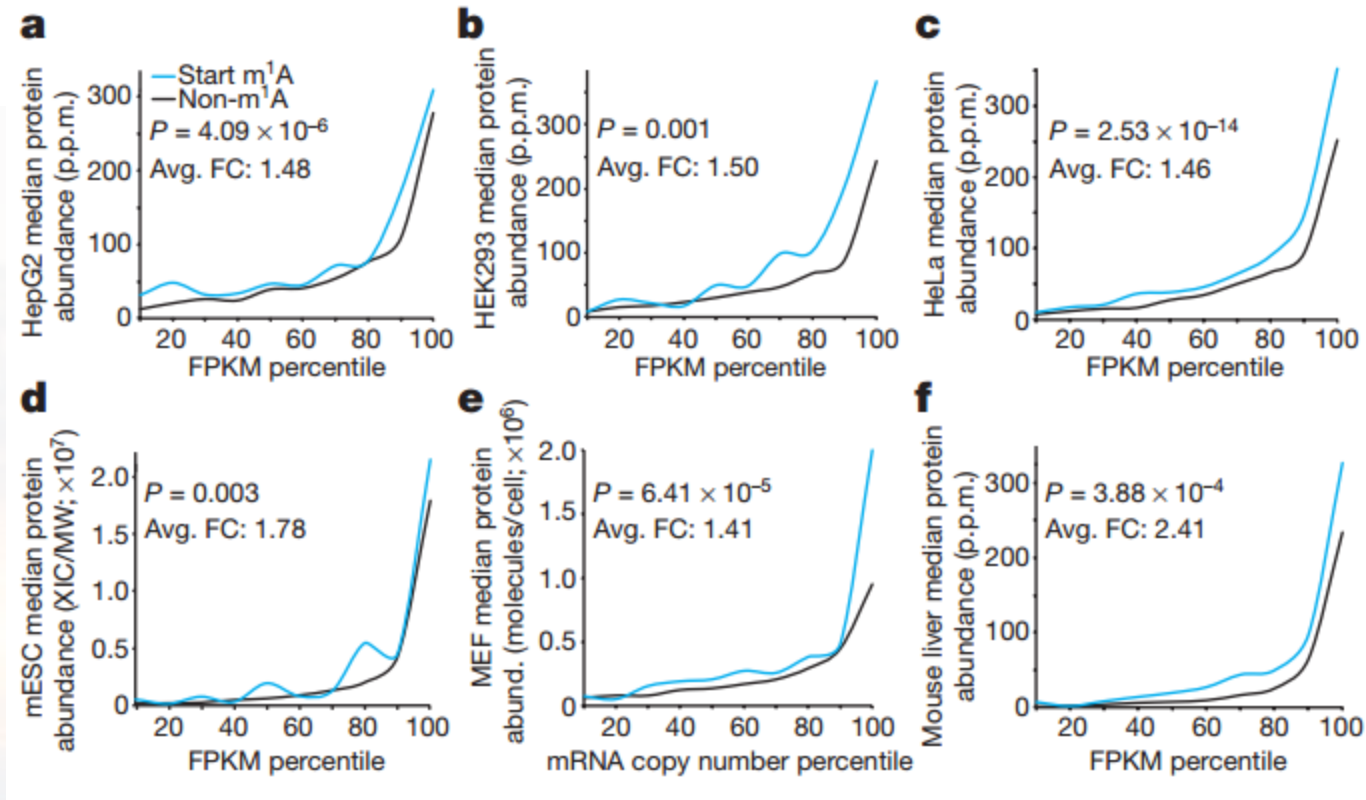 a
HepG2 median protein
abundance (p.p.m.)
300
200
100
0
Start m¹A
Non-m¹A
P = 4.09 × 10⁻⁶
Avg. FC: 1.48
20 40 60 80 100
FPKM percentile
b
HEK293 median protein
abundance (p.p.m.)
300
200
100
0
P = 0.001
Avg. FC: 1.50
20 40 60 80 100
FPKM percentile
c
HeLa median protein
abundance (p.p.m.)
300
200
100
0
P = 2.53 × 10⁻¹⁴
Avg. FC: 1.46
20 40 60 80 100
FPKM percentile
d
mESC median protein
abundance (XIC/MW; ×10⁷)
2.0
1.5
1.0
0.5
0
P = 0.003
Avg. FC: 1.78
20 40 60 80 100
FPKM percentile
e
MEF median protein
abund. (molecules/cell; ×10⁶)
2.0
1.5
1.0
0.5
0
P = 6.41 × 10⁻⁵
Avg. FC: 1.41
20 40 60 80 100
mRNA copy number percentile
f
Mouse liver median protein
abundance (p.p.m.)
300
200
100
0
P = 3.88 × 10⁻⁴
Avg. FC: 2.41
20 40 60 80 100
FPKM percentile